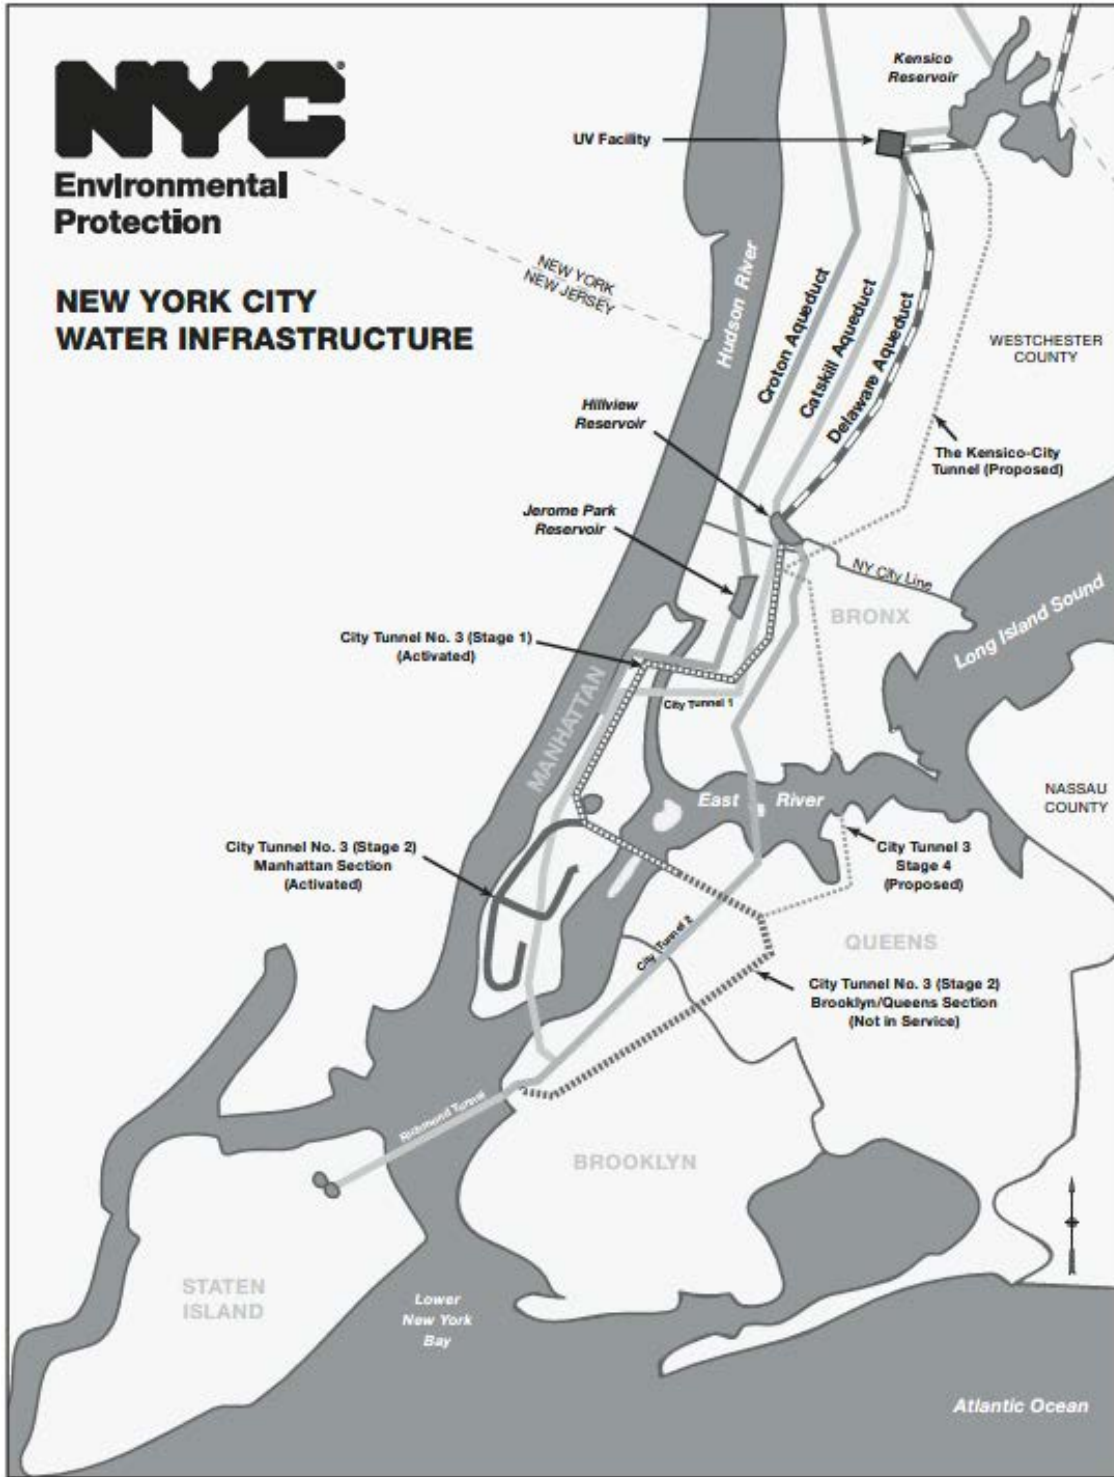 NYC
Environmental
Protection
NEW YORK CITY
WATER INFRASTRUCTURE
Kensico
Reservoir
UV Facility
NEW YORK
NEW JERSEY
Hudson River
Croton Aqueduct
Catskill Aqueduct
Delaware Aqueduct
WESTCHESTER
COUNTY
Hillview
Reservoir
The Kensico-City
Tunnel (Proposed)
Jerome Park
Reservoir
NY City Line
Long Island Sound
BRONX
City Tunnel No. 3 (Stage 1)
(Activated)
City Tunnel 1
MANHATTAN
East River
NASSAU
COUNTY
City Tunnel No. 3 (Stage 2)
Manhattan Section
(Activated)
City Tunnel 3
Stage 4
(Proposed)
City Tunnel 2
QUEENS
City Tunnel No. 3 (Stage 2)
Brooklyn/Queens Section
(Not in Service)
Richmond Tunnel
BROOKLYN
STATEN
ISLAND
Lower
New York
Bay
Atlantic Ocean